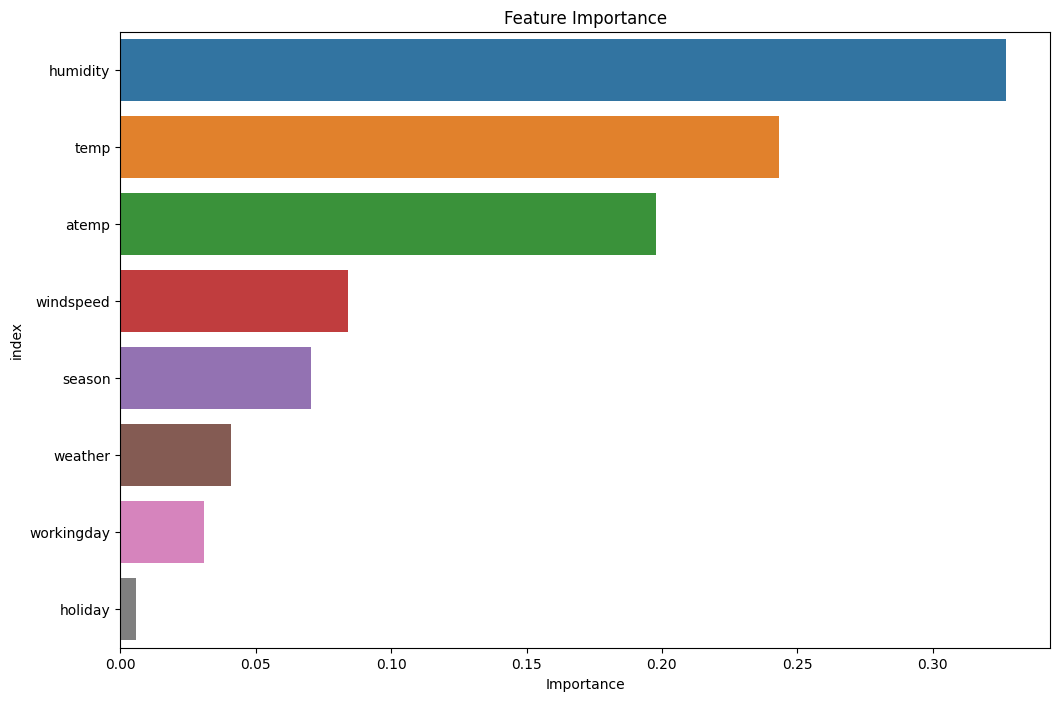 Feature Importance
humidity
temp
atemp
windspeed
season
weather
workingday
holiday
index
0.00 0.05 0.10 0.15 0.20 0.25 0.30
Importance